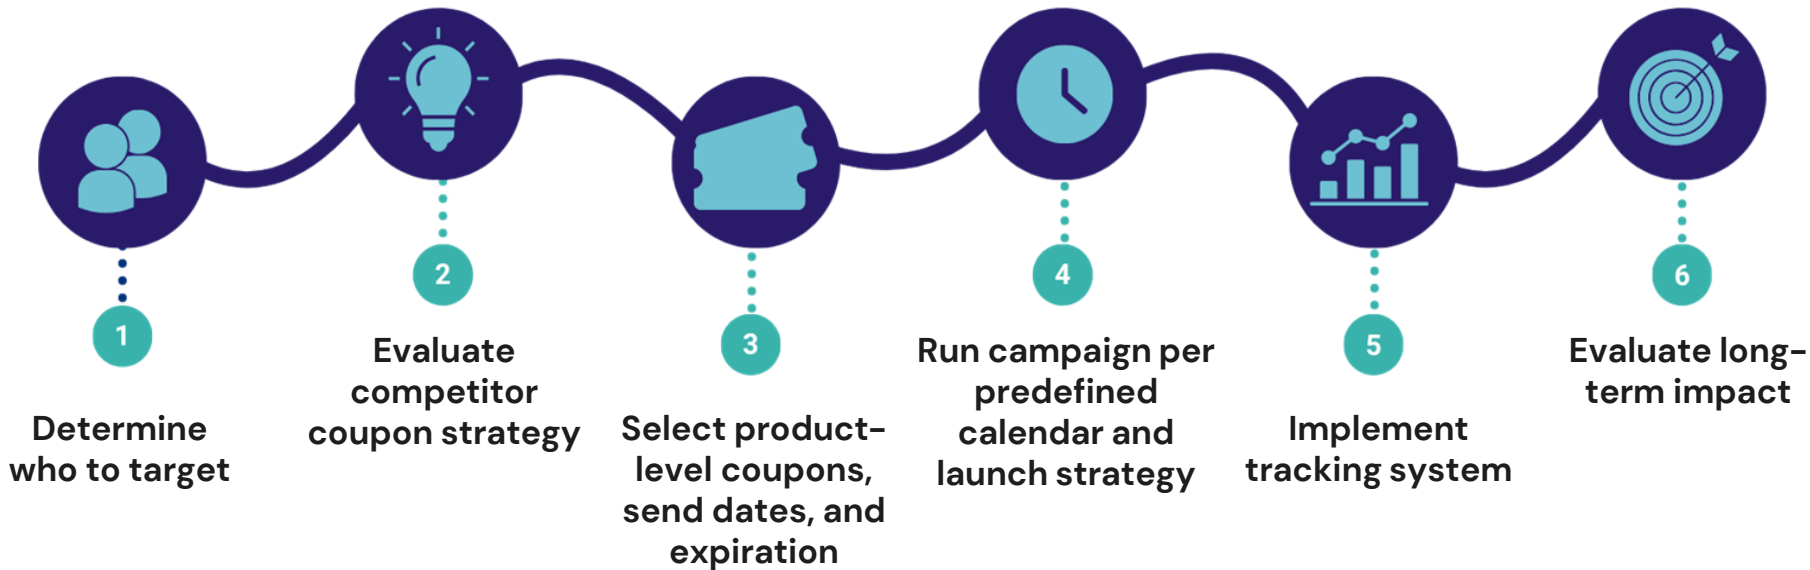 1
Determine
who to target
2
Evaluate
competitor
coupon strategy
3
Select product-
level coupons,
send dates, and
expiration
4
Run campaign per
predefined
calendar and
launch strategy
5
Implement
tracking system
6
Evaluate long-
term impact